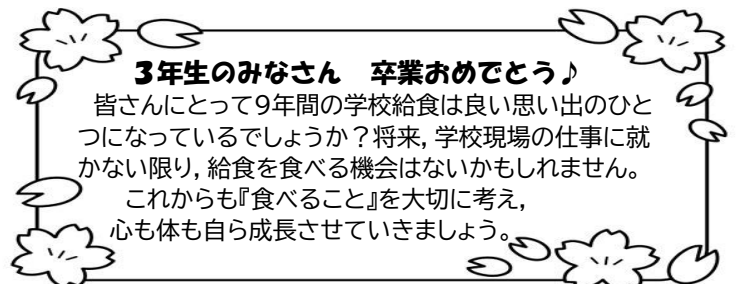 3年生のみなさん　卒業おめでとう♪
皆さんにとって9年間の学校給食は良い思い出のひと
つになっているでしょうか？将来，学校現場の仕事に就
かない限り，給食を食べる機会はないかもしれません。
これからも『食べること』を大切に考え，
心も体も自ら成長させていきましょう。